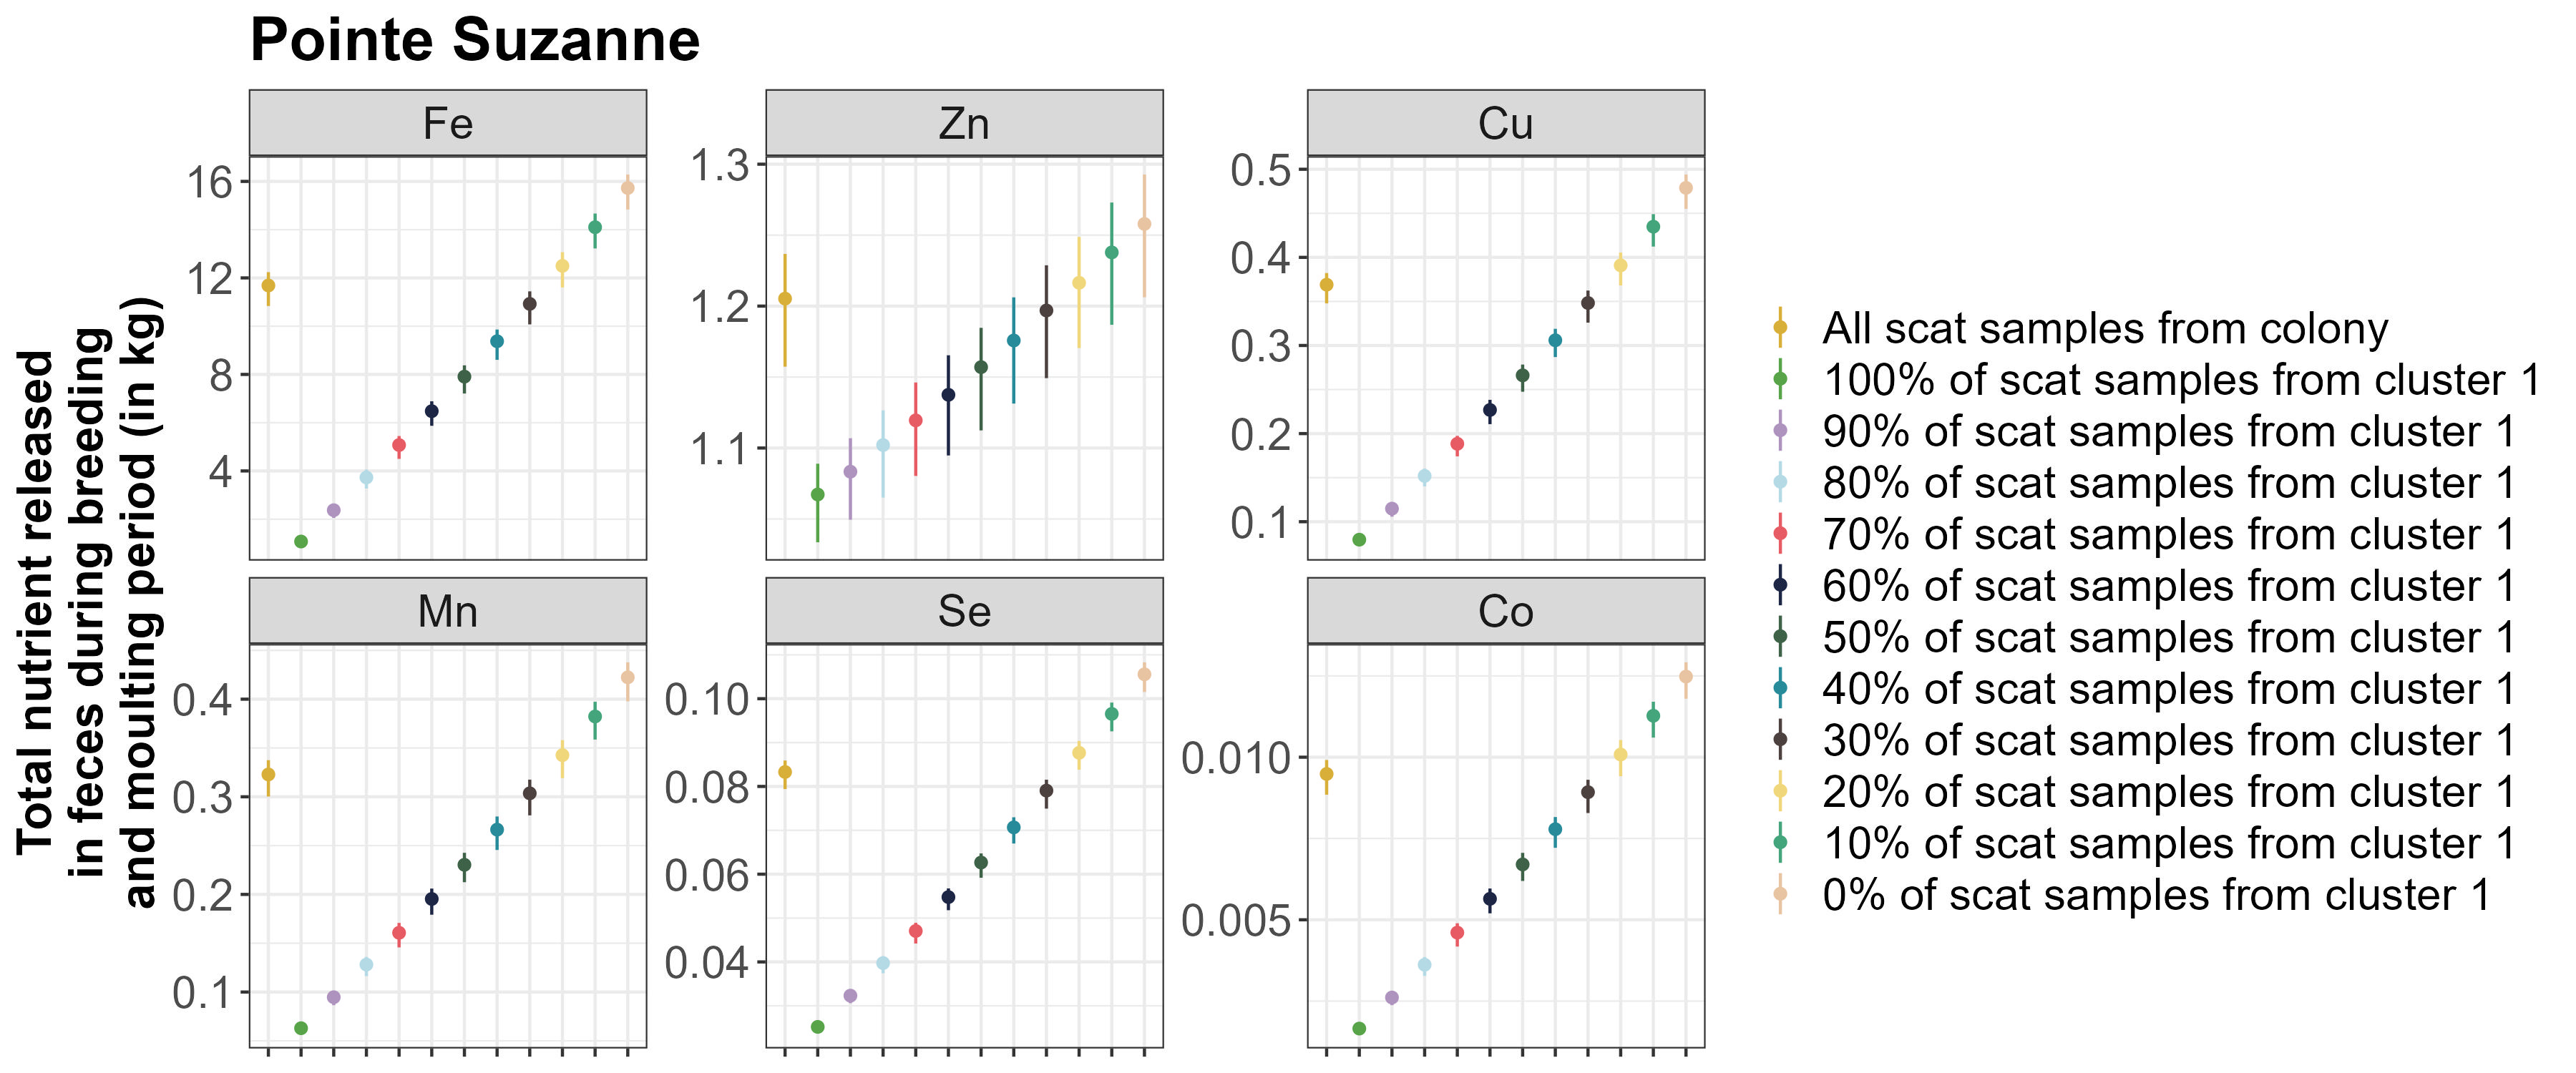 Pointe Suzanne
Total nutrient released
in feces during breeding
and moulting period (in kg)
Fe
16
12
8
4
Zn
1.3
1.2
1.1
Cu
0.5
0.4
0.3
0.2
0.1
Mn
0.4
0.3
0.2
0.1
Se
0.10
0.08
0.06
0.04
Co
0.010
0.005
All scat samples from colony
100% of scat samples from cluster 1
90% of scat samples from cluster 1
80% of scat samples from cluster 1
70% of scat samples from cluster 1
60% of scat samples from cluster 1
50% of scat samples from cluster 1
40% of scat samples from cluster 1
30% of scat samples from cluster 1
20% of scat samples from cluster 1
10% of scat samples from cluster 1
0% of scat samples from cluster 1